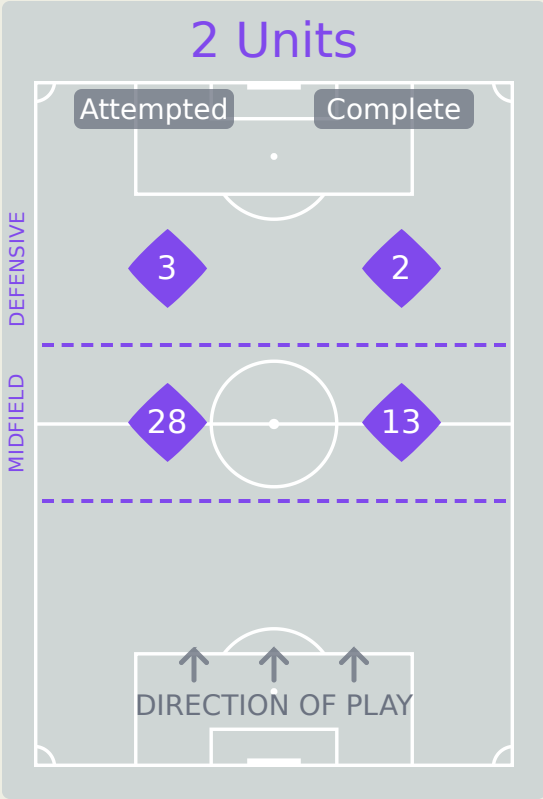 2 Units
Attempted Complete
DEFENSIVE
3 2
MIDFIELD
28 13
DIRECTION OF PLAY